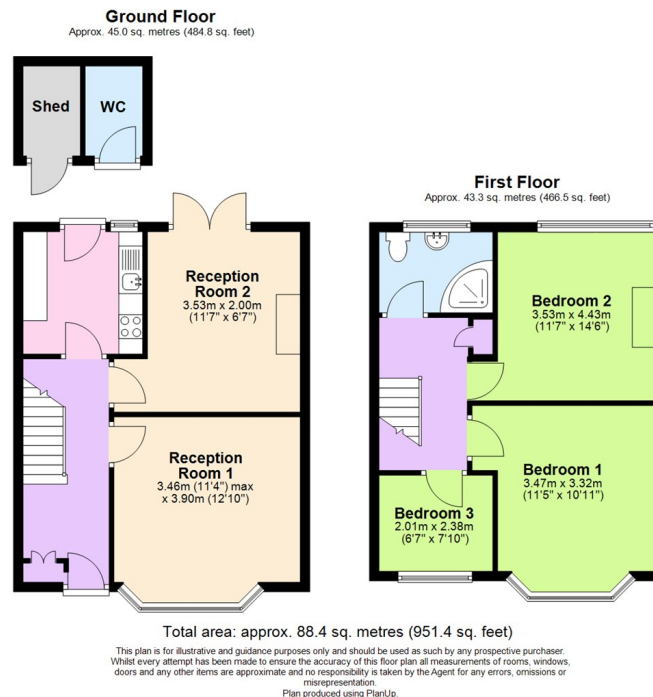 Ground Floor
Approx. 45.0 sq. metres (484.8 sq. feet)
Shed
WC
Reception
Room 2
3.53m x 2.00m
(11'7" x 6'7")
Reception
Room 1
3.46m (11'4") max
x 3.90m (12'10")
First Floor
Approx. 43.3 sq. metres (466.5 sq. feet)
Bedroom 2
3.53m x 4.43m
(11'7" x 14'6")
Bedroom 1
3.47m x 3.32m
(11'5" x 10'11")
Bedroom 3
2.01m x 2.38m
(6'7" x 7'10")
Total area: approx. 88.4 sq. metres (951.4 sq. feet)
This plan is for illustrative and guidance purposes only and should be used as such by any prospective purchaser.
Whilst every attempt has been made to ensure the accuracy of this floor plan all measurements of rooms, windows,
doors and any other items are approximate and no responsibility is taken by the Agent for any errors, omissions or
misrepresentation.
Plan produced using PlanUp.